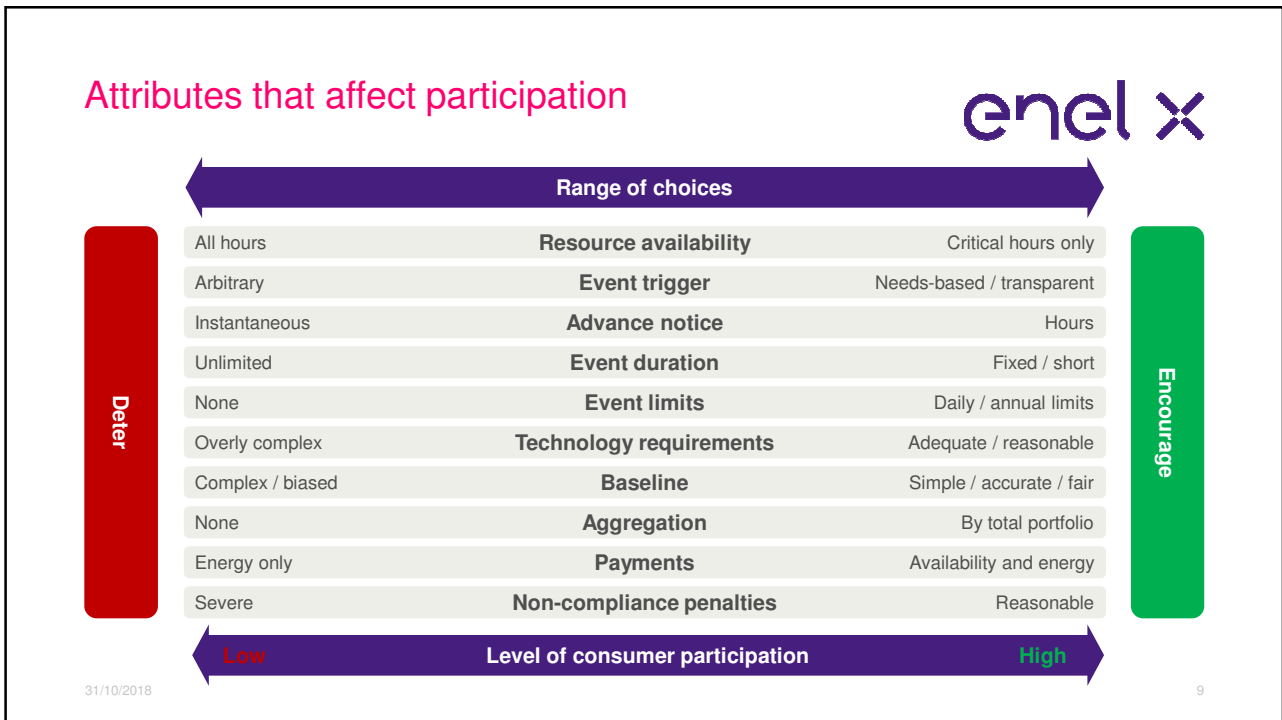 Attributes that affect participation
enel x
Range of choices
Deter
All hours Resource availability Critical hours only
Arbitrary Event trigger Needs-based / transparent
Instantaneous Advance notice Hours
Unlimited Event duration Fixed / short
None Event limits Daily / annual limits
Overly complex Technology requirements Adequate / reasonable
Complex / biased Baseline Simple / accurate / fair
None Aggregation By total portfolio
Energy only Payments Availability and energy
Severe Non-compliance penalties Reasonable
Encourage
Low Level of consumer participation High
31/10/2018 9